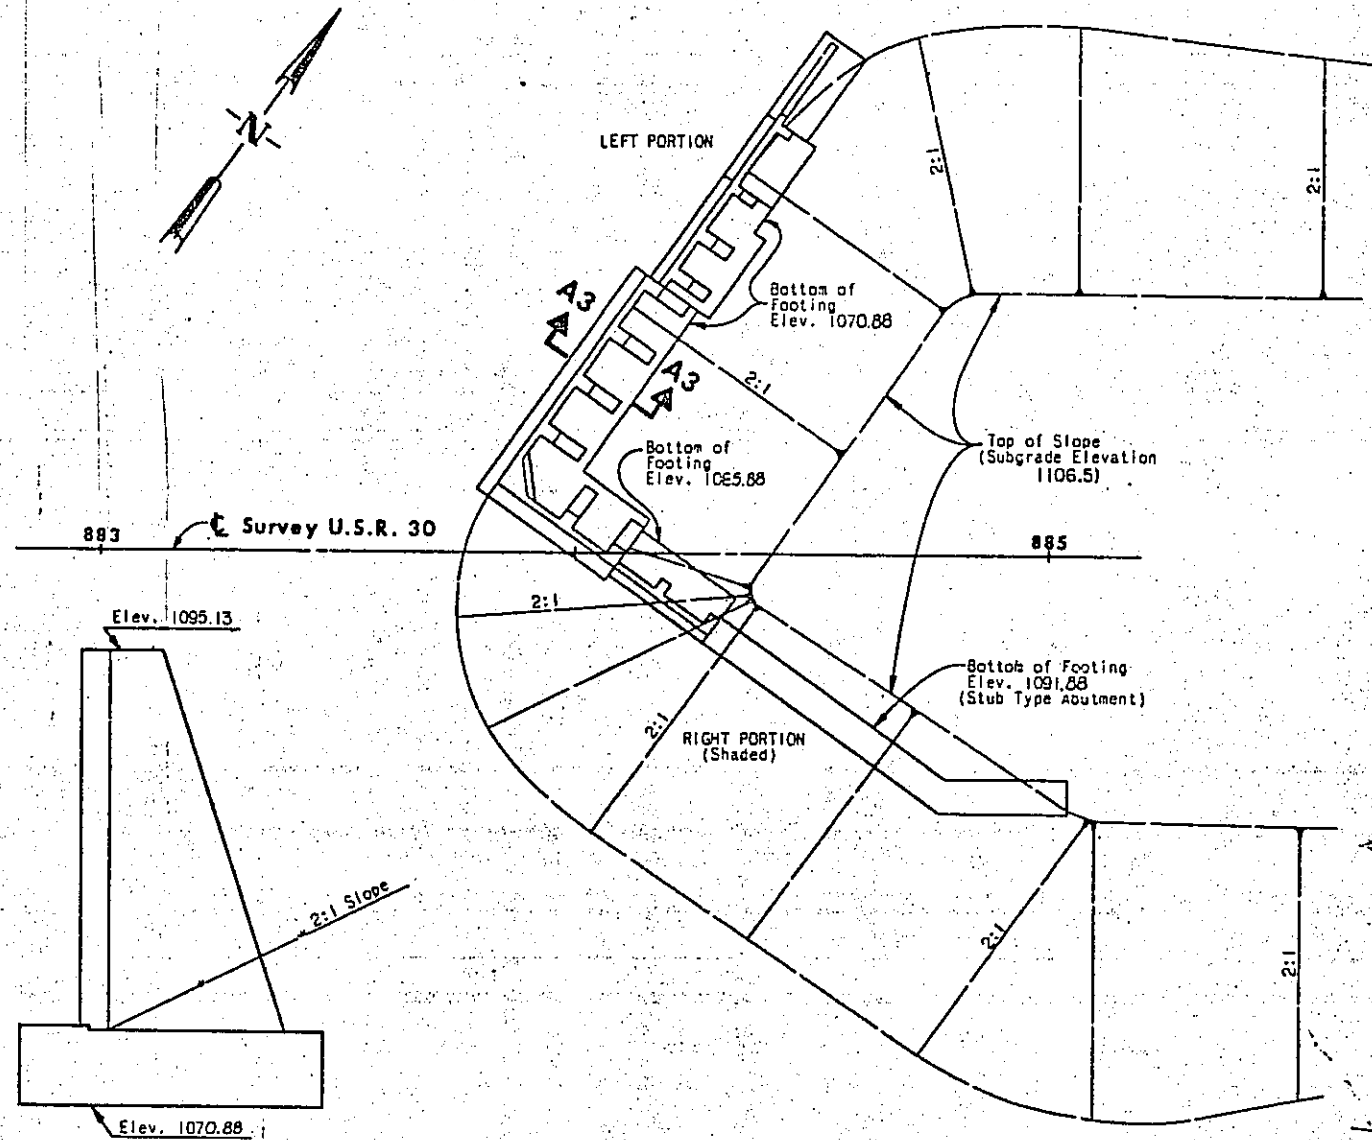 N
LEFT PORTION
2:1
2:1
A3
Bottom of
Footing
Elev. 1070.88
A3
2:1
Top of Slope
(Subgrade Elevation
1106.5)
Bottom of
Footing
Elev. 1085.88
883
℄ Survey U.S.R. 30
885
Elev. 1095.13
2:1
Bottom of Footing
Elev. 1091.88
(Stub Type Abutment)
2:1
RIGHT PORTION
(Shaded)
2:1 Slope
2:1
2:1
Elev. 1070.88